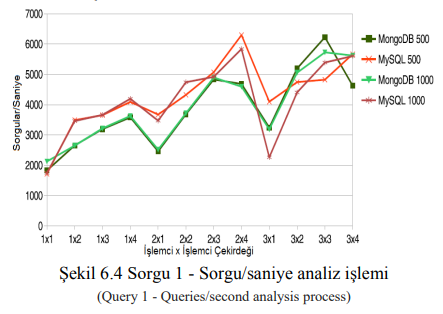 7000
6000
5000
4000
3000
2000
1000
0
Sorgular/Saniye
1x1 1x2 1x3 1x4 2x1 2x2 2x3 2x4 3x1 3x2 3x3 3x4
İşlemci x İşlemci Çekirdeği
MongoDB 500
MySQL 500
MongoDB 1000
MySQL 1000
Şekil 6.4 Sorgu 1 - Sorgu/saniye analiz işlemi
(Query 1 - Queries/second analysis process)